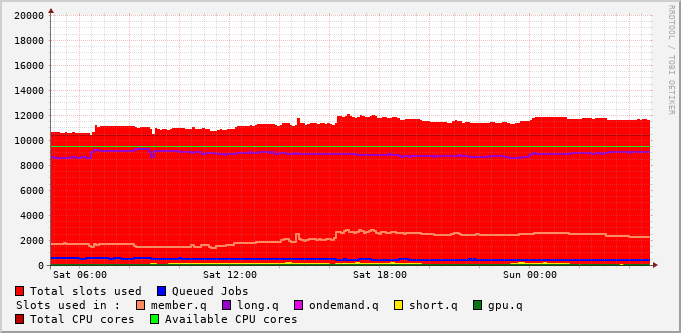 20000
18000
16000
14000
12000
10000
8000
6000
4000
2000
0
Sat 06:00 Sat 12:00 Sat 18:00 Sun 00:00
RRDTOOL / TOBI OETIKER
Total slots used Queued Jobs
Slots used in : member.q long.q ondemand.q short.q gpu.q
Total CPU cores Available CPU cores